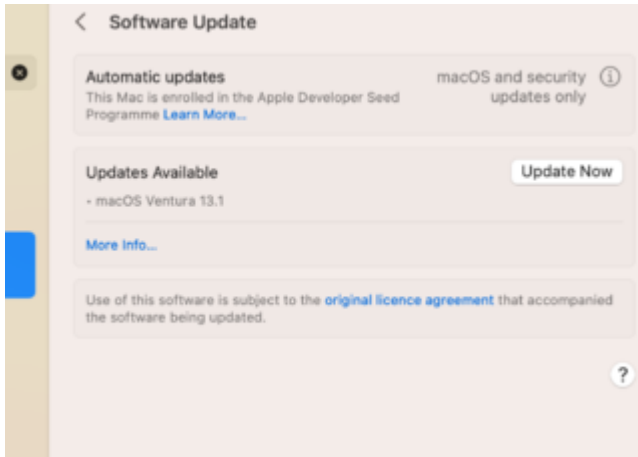 Software Update
Automatic updates
macOS and security
updates only
This Mac is enrolled in the Apple Developer Seed
Programme Learn More...
Updates Available
Update Now
- macOS Ventura 13.1
More Info...
Use of this software is subject to the original licence agreement that accompanied
the software being updated.
?